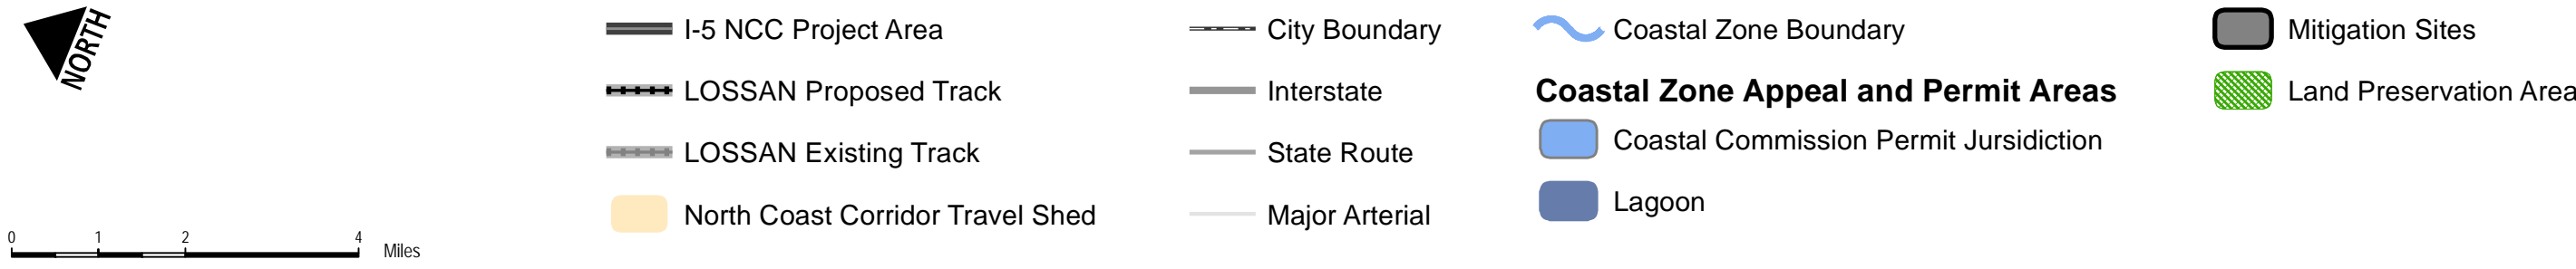 NORTH
0 1 2 4 Miles
I-5 NCC Project Area
LOSSAN Proposed Track
LOSSAN Existing Track
North Coast Corridor Travel Shed
City Boundary
Interstate
State Route
Major Arterial
Coastal Zone Boundary
Coastal Zone Appeal and Permit Areas
Coastal Commission Permit Jursidiction
Lagoon
Mitigation Sites
Land Preservation Area